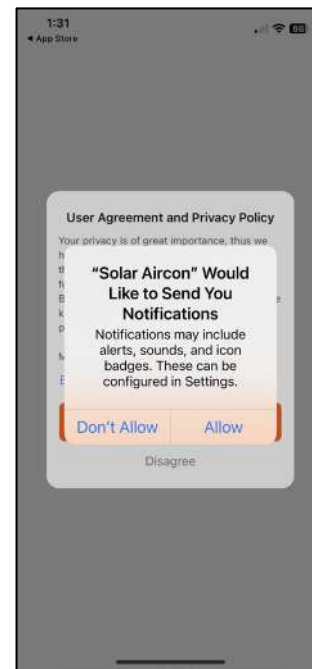 1:31
App Store
User Agreement and Privacy Policy
Your privacy is of great importance, thus we
"Solar Aircon" Would
Like to Send You
Notifications
Notifications may include
alerts, sounds, and icon
badges. These can be
configured in Settings.
Don't Allow
Allow
Disagree